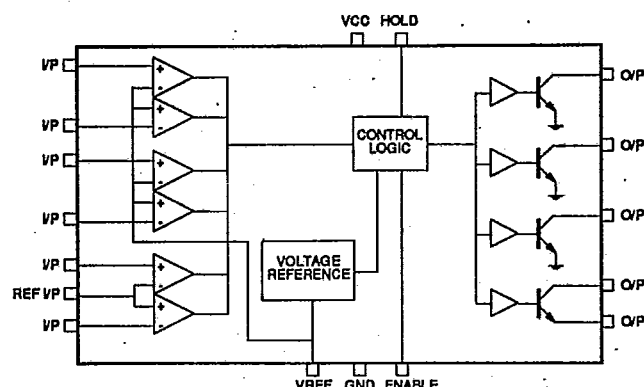 VCC HOLD
I/P
I/P
I/P
I/P
I/P
REF I/P
I/P
+
-
+
-
+
-
+
-
+
-
+
-
CONTROL
LOGIC
VOLTAGE
REFERENCE
O/P
O/P
O/P
O/P
O/P
VREF GND ENABLE